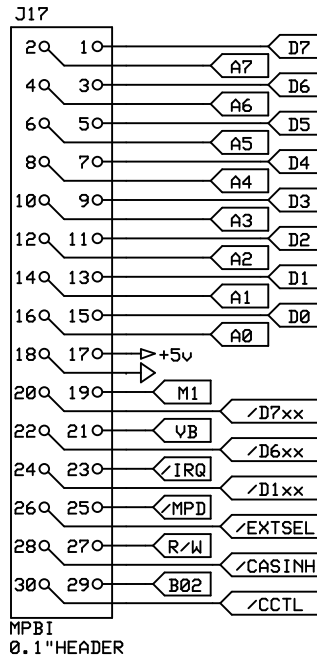 J17
2 1 D7
A7
4 3 D6
A6
6 5 D5
A5
8 7 D4
A4
10 9 D3
A3
12 11 D2
A2
14 13 D1
A1
16 15 D0
A0
18 17 +5v
20 19 M1
/D7xx
22 21 VB
/D6xx
24 23 /IRQ
/D1xx
26 25 /MPD
/EXTSEL
28 27 R/W
/CASINH
30 29 B02
/CCTL
MPBI
0.1"HEADER